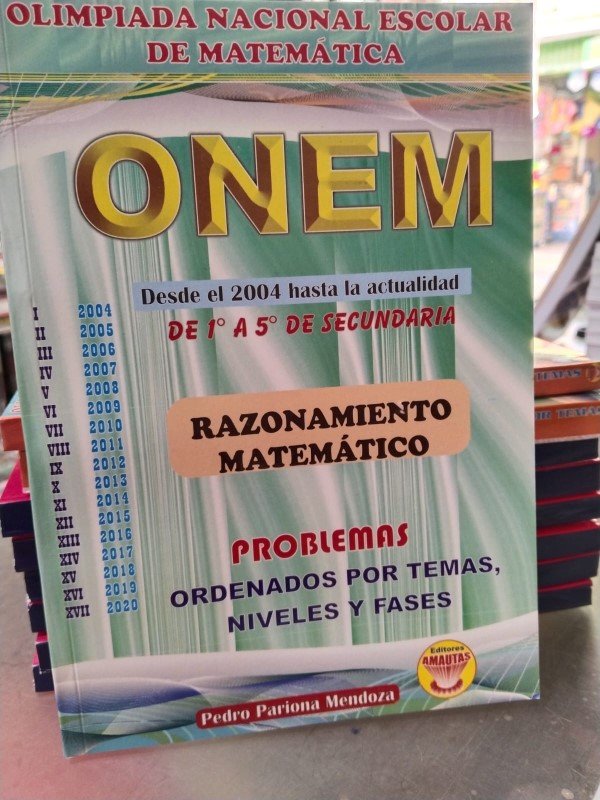 OLIMPIADA NACIONAL ESCOLAR
DE MATEMÁTICA
ONEM
Desde el 2004 hasta la actualidad
DE 1° A 5° DE SECUNDARIA
I 2004
II 2005
III 2006
IV 2007
V 2008
VI 2009
VII 2010
VIII 2011
IX 2012
X 2013
XI 2014
XII 2015
XIII 2016
XIV 2017
XV 2018
XVI 2019
XVII 2020
RAZONAMIENTO
MATEMÁTICO
PROBLEMAS
ORDENADOS POR TEMAS,
NIVELES Y FASES
Editores
AMAUTAS
Pedro Pariona Mendoza
TEMAS
OR TEMAS